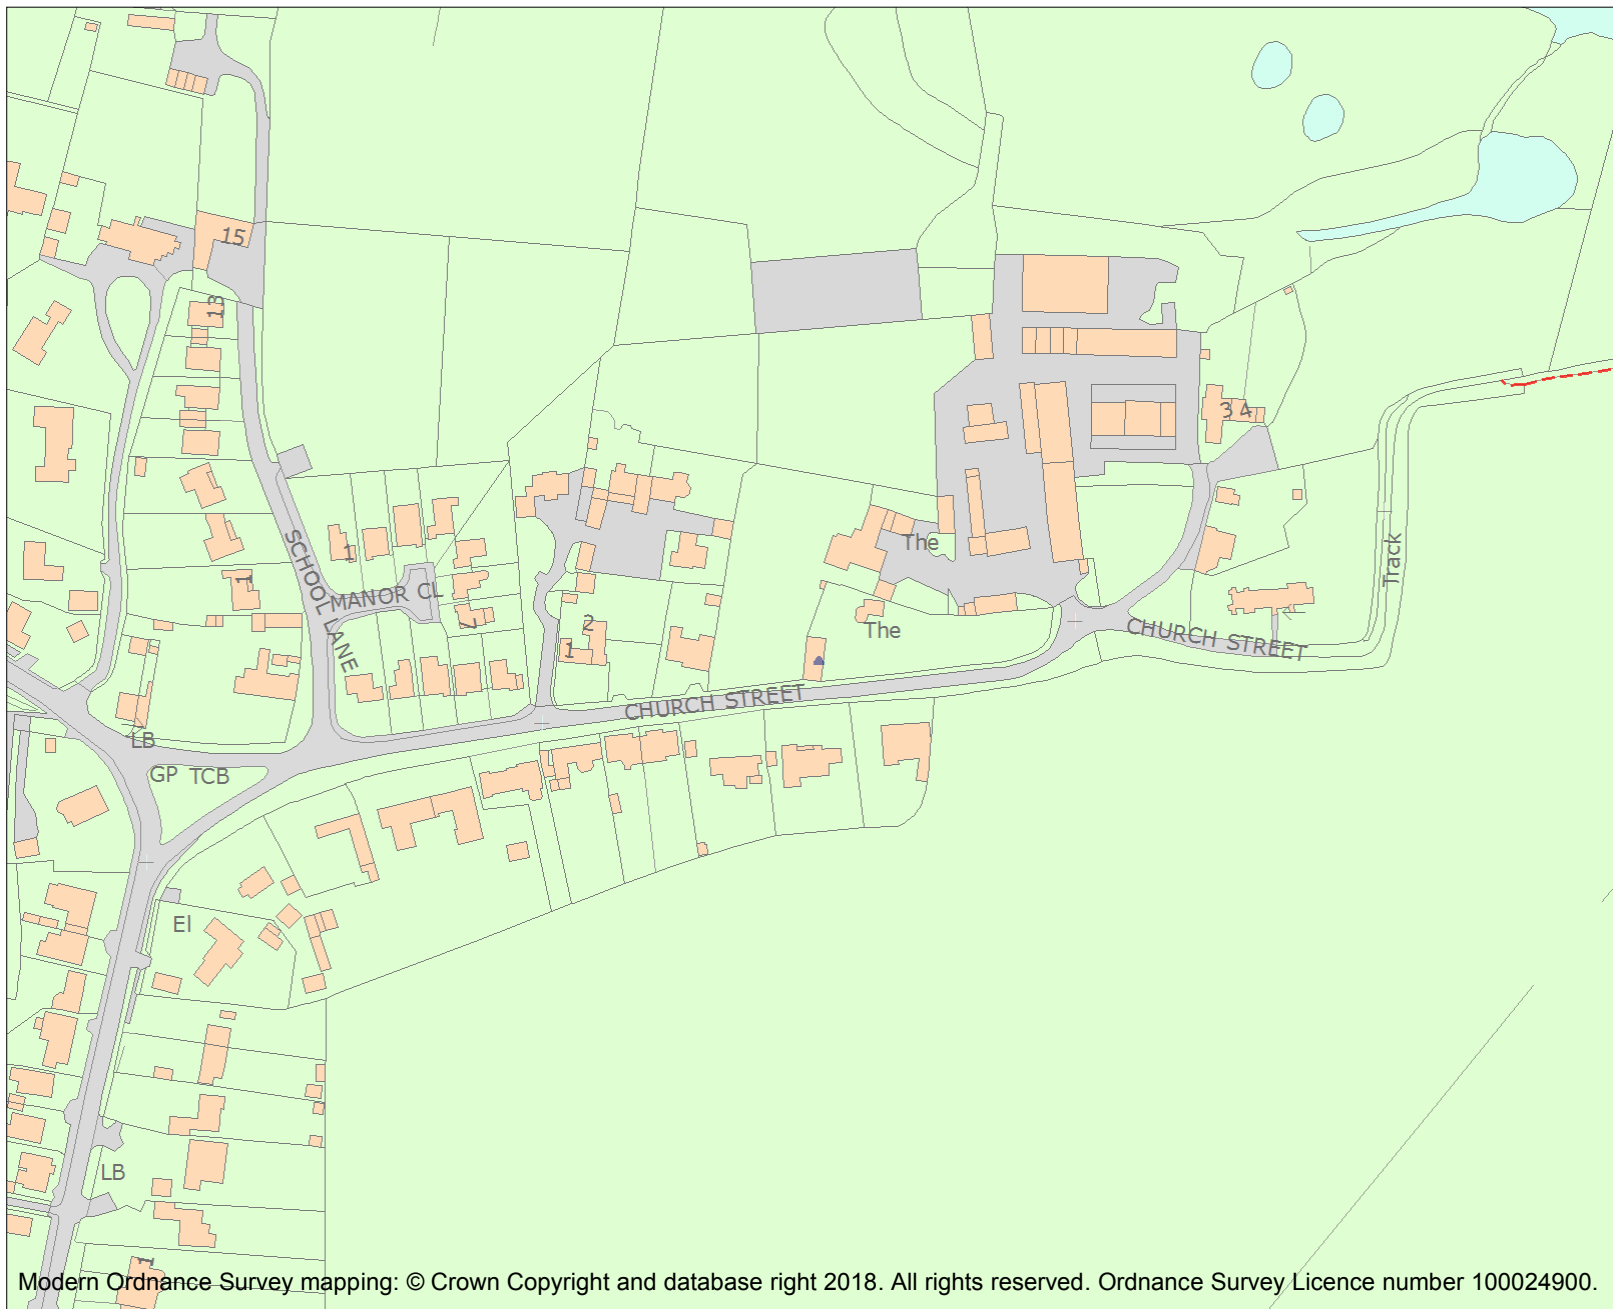 15
13
3 4
SCHOOL LANE
1
1
MANOR CL
7
The
The
2
1
Track
CHURCH STREET
CHURCH STREET
LB
GP TCB
El
LB
1
Modern Ordnance Survey mapping: © Crown Copyright and database right 2018. All rights reserved. Ordnance Survey Licence number 100024900.